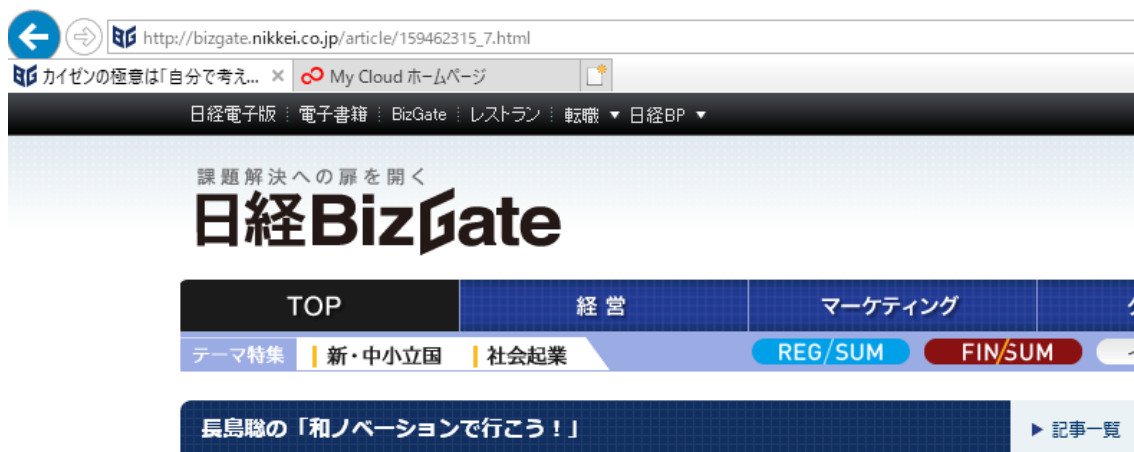 http://bizgate.nikkei.co.jp/article/159462315_7.html
カイゼンの極意は「自分で考え... × My Cloud ホームページ
日経電子版 電子書籍 BizGate レストラン 転職 ▼ 日経BP ▼
課題解決への扉を開く
日経BizGate
TOP 経営 マーケティング
テーマ特集 新・中小立国 社会起業 REG/SUM FIN/SUM
長島聡の「和ノベーションで行こう！」 ▶ 記事一覧